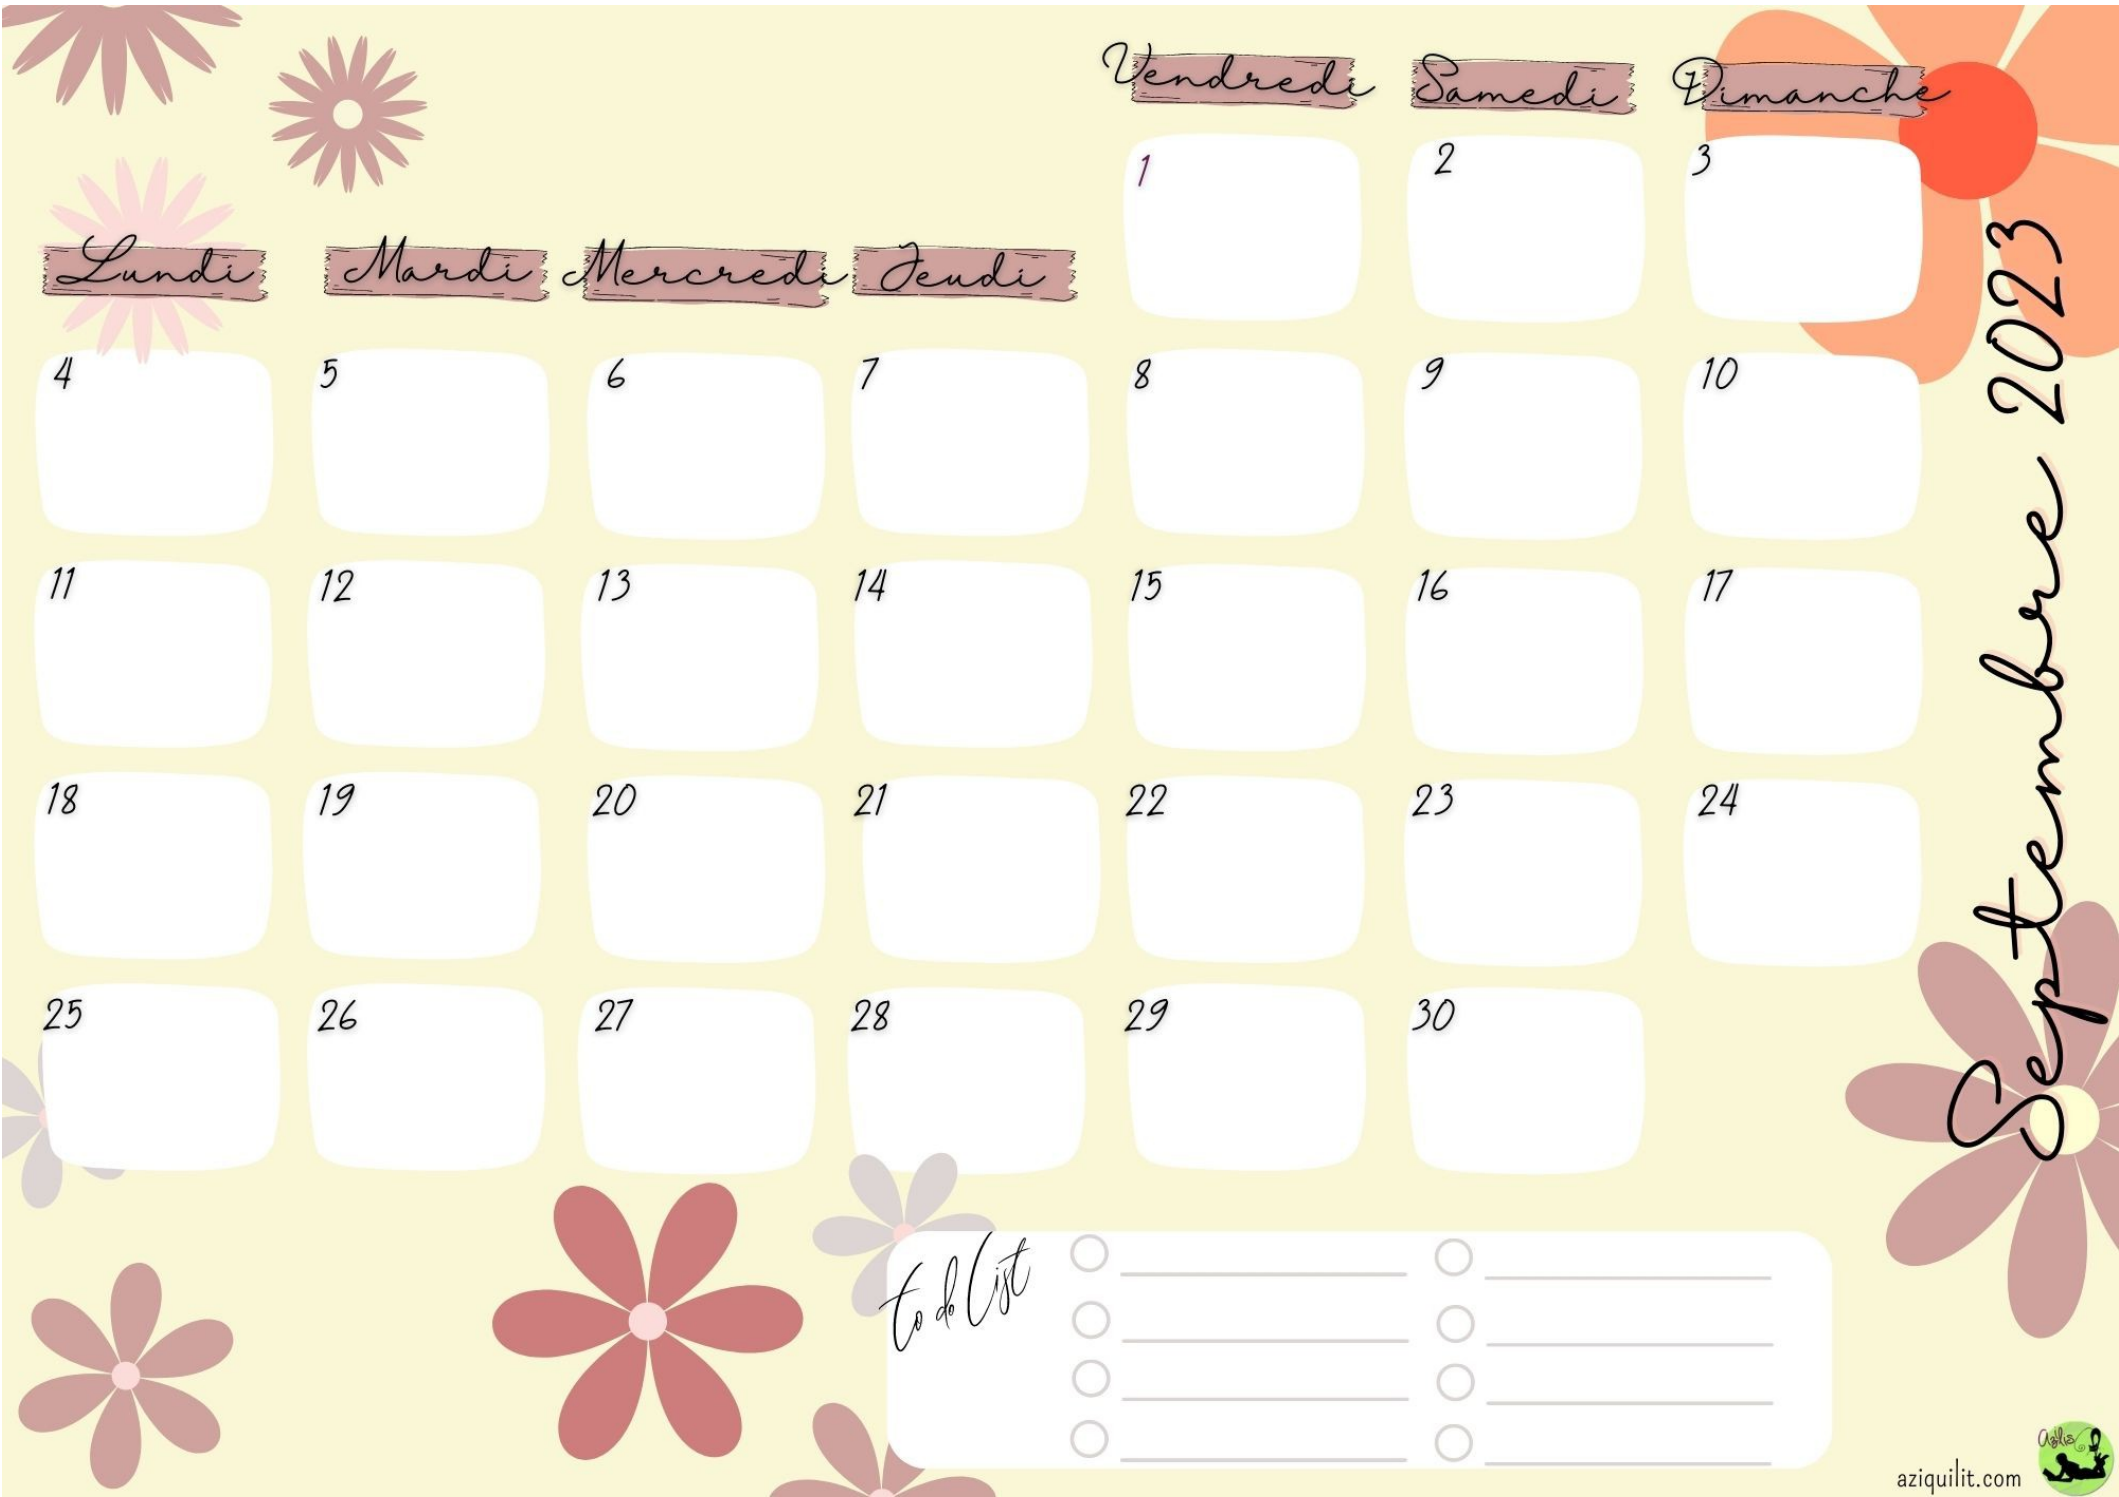 Vendredi Samedi Dimanche
1 2 3
Lundi Mardi Mercredi Jeudi
4 5 6 7 8 9 10
11 12 13 14 15 16 17
18 19 20 21 22 23 24
25 26 27 28 29 30
Septembre 2023
to do list
Azilis
aziquilit.com